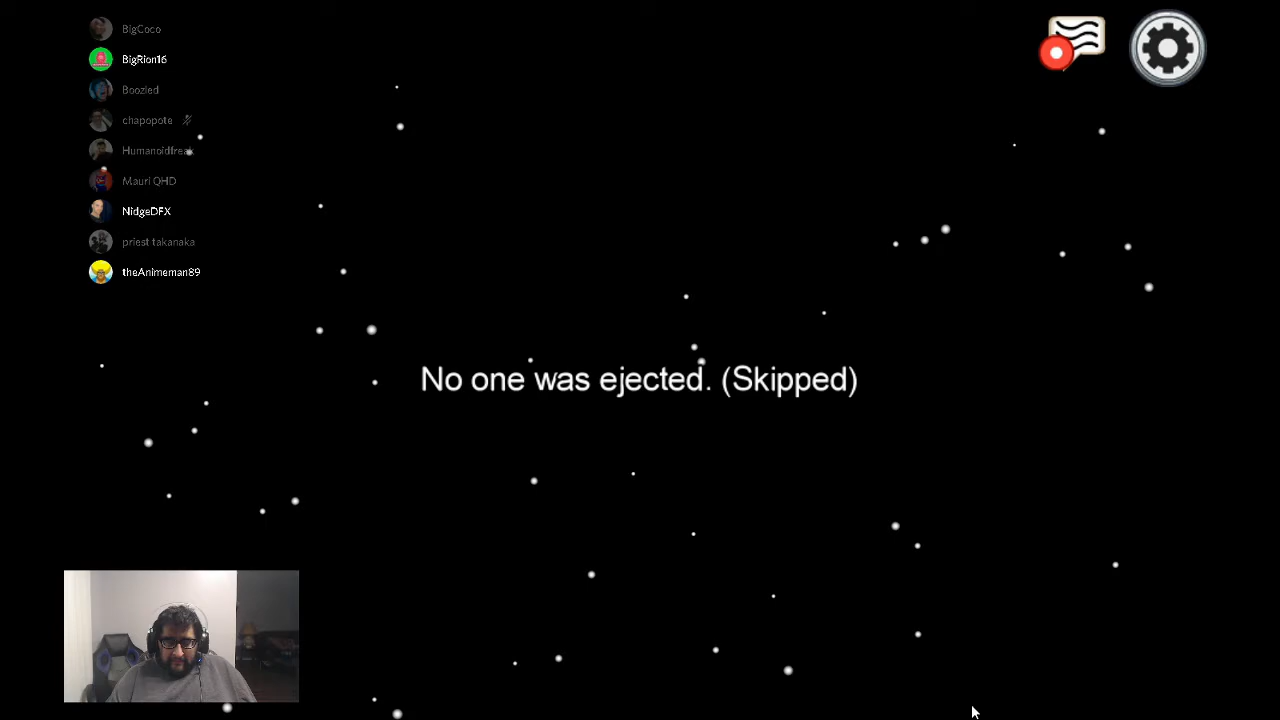 BigCoco
BigRion16
Boozled
chapopote
Humanoidfreak
Mauri QHD
NidgeDFX
priest takanaka
theAnimeman89
No one was ejected. (Skipped)